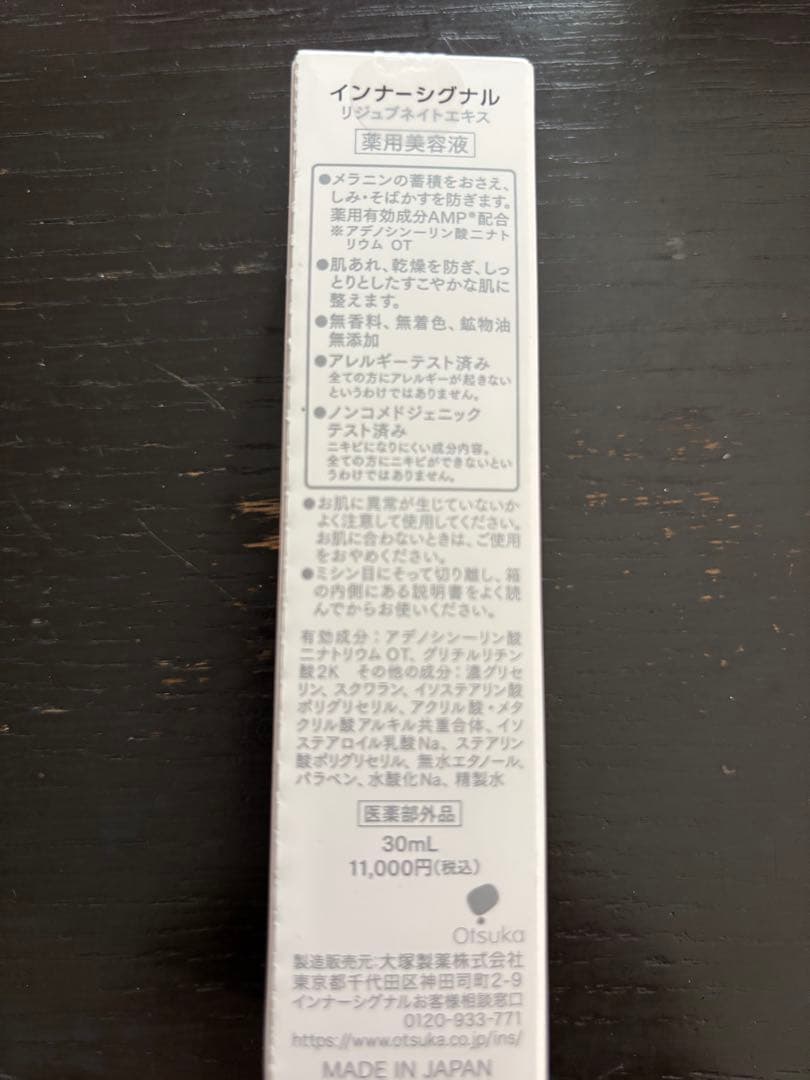 インナーシグナル
リジュブネイトエキス
薬用美容液
●メラニンの蓄積をおさえ、
しみ・そばかすを防ぎます。
薬用有効成分AMP※配合
※アデノシン一リン酸二ナト
リウム OT
●肌あれ、乾燥を防ぎ、しっ
とりとしたすこやかな肌に
整えます。
●無香料、無着色、鉱物油
無添加
●アレルギーテスト済み
全ての方にアレルギーが起きない
というわけではありません。
●ノンコメドジェニック
テスト済み
ニキビになりにくい成分内容。
全ての方にニキビができないとい
うわけではありません。
●お肌に異常が生じていないか
よく注意して使用してください。
お肌に合わないときは、ご使用
をおやめください。
●ミシン目にそって切り離し、箱
の内側にある説明書をよく読
んでからお使いください。
有効成分：アデノシン一リン酸
二ナトリウムOT、グリチルリチン
酸2K その他の成分：濃グリセ
リン、スクワラン、イソステアリン酸
ポリグリセリル、アクリル酸・メタ
クリル酸アルキル共重合体、イソ
ステアロイル乳酸Na、ステアリン
酸ポリグリセリル、無水エタノール、
パラベン、水酸化Na、精製水
医薬部外品
30mL
11,000円(税込)
Otsuka
製造販売元:大塚製薬株式会社
東京都千代田区神田司町2-9
インナーシグナルお客様相談窓口
0120-933-771
https://www.otsuka.co.jp/ins/
MADE IN JAPAN